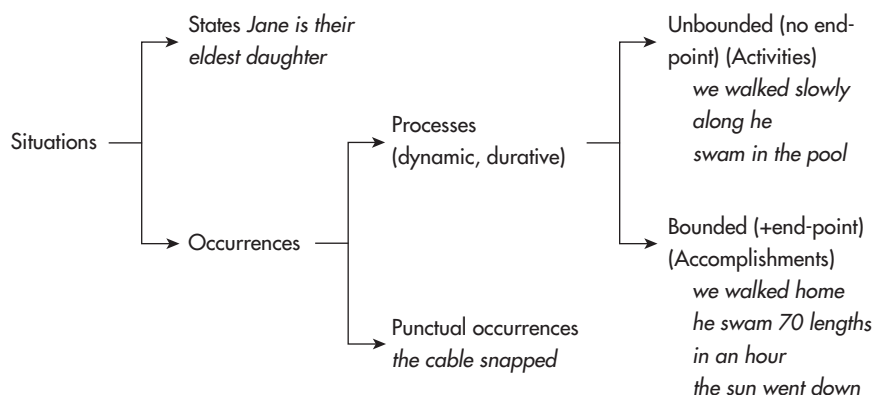 States Jane is their
eldest daughter
Situations
Occurrences
Processes
(dynamic, durative)
Punctual occurrences
the cable snapped
Unbounded (no end-
point) (Activities)
we walked slowly
along he
swam in the pool
Bounded (+end-point)
(Accomplishments)
we walked home
he swam 70 lengths
in an hour
the sun went down